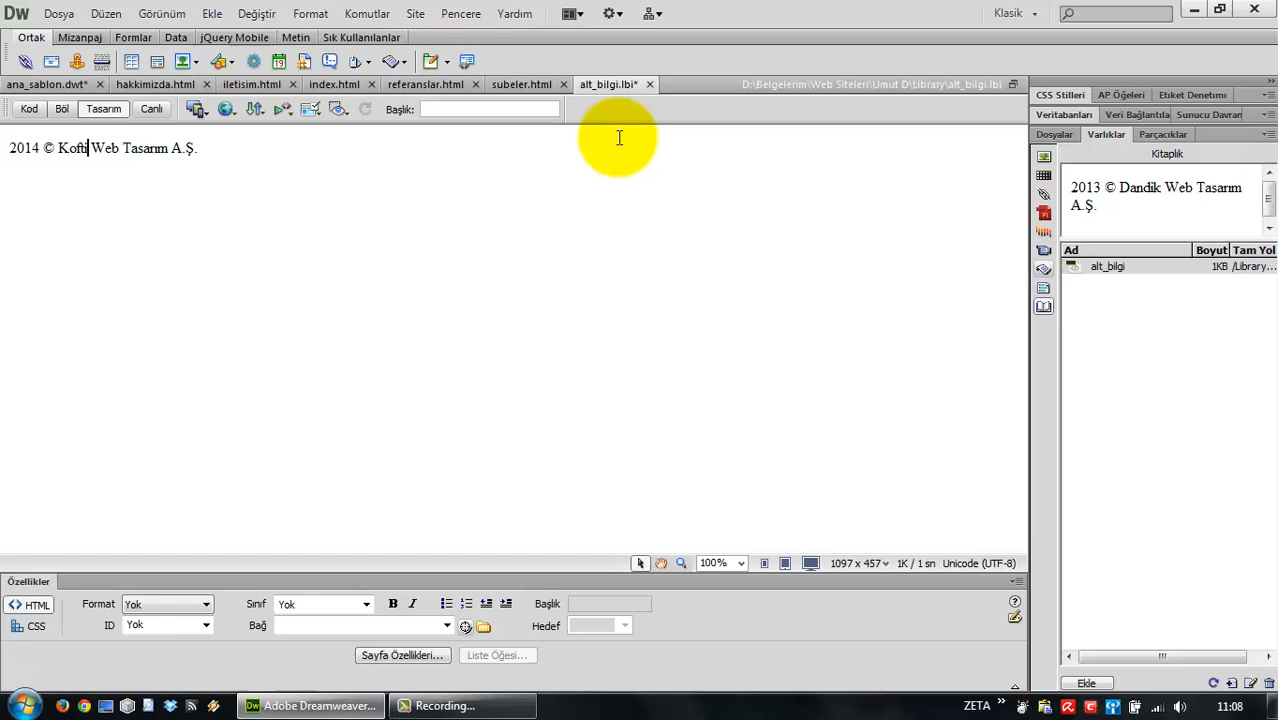 Dw Dosya Düzen Görünüm Ekle Değiştir Format Komutlar Site Pencere Yardım Klasik
Ortak Mizanpaj Formlar Data jQuery Mobile Metin Sık Kullanılanlar
ana_sablon.dwt* hakkimizda.html iletisim.html index.html referanslar.html subeler.html alt_bilgi.lbi* D:\Belgelerim\Web Siteleri\Umut D\Library\alt_bilgi.lbi
Kod Böl Tasarım Canlı Başlık:
2014 © Kofti Web Tasarım A.Ş.
CSS Stilleri AP Öğeleri Etiket Denetımı
Veritabanları Veri Bağlantıla Sunucu Davran
Dosyalar Varlıklar Parçacıklar
Kitaplik
2013 © Dandik Web Tasarım
A.Ş.
Ad Boyut Tam Yol
alt_bilgi 1KB /Library...
100% 1097 x 457 1K / 1 sn Unicode (UTF-8)
Özellikler
HTML Format Yok Sınıf Yok B I Başlık
CSS ID Yok Bağ Hedef
Sayfa Özellikleri... Liste Öğesi...
Ekle
Dw Adobe Dreamweaver... Recording... ZETA 11:08